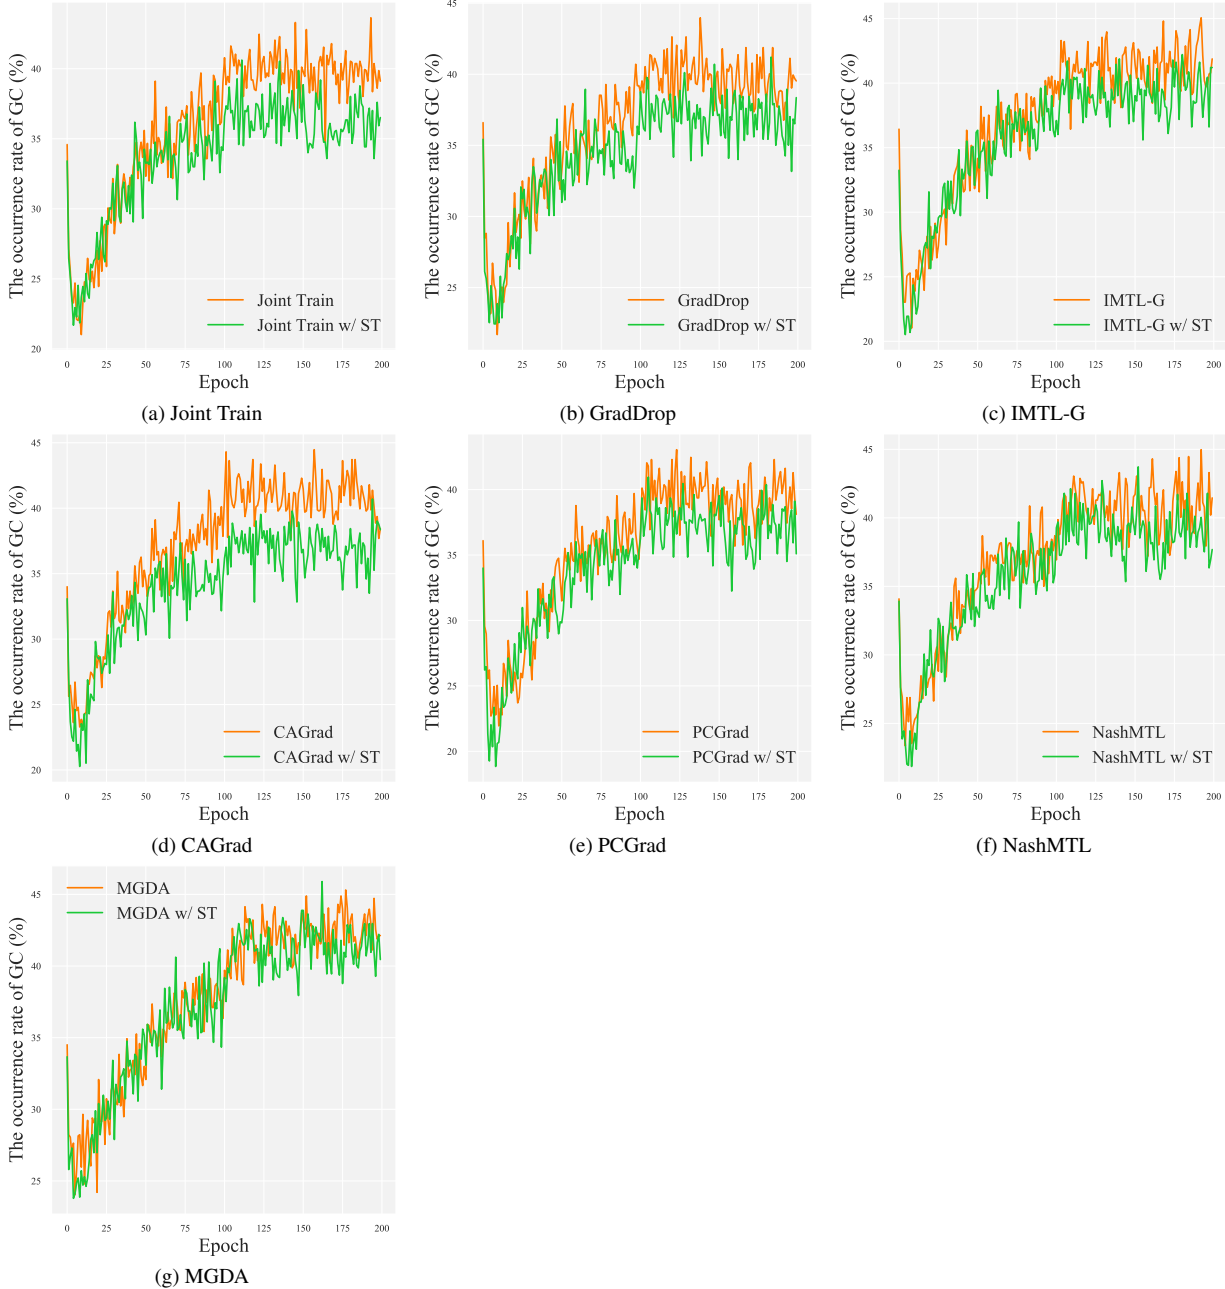 The occurrence rate of GC (%)
40
35
30
25
20
Joint Train
Joint Train w/ ST
0 25 50 75 100 125 150 175 200
Epoch
(a) Joint Train
The occurrence rate of GC (%)
45
40
35
30
25
GradDrop
GradDrop w/ ST
0 25 50 75 100 125 150 175 200
Epoch
(b) GradDrop
The occurrence rate of GC (%)
45
40
35
30
25
20
IMTL-G
IMTL-G w/ ST
0 25 50 75 100 125 150 175 200
Epoch
(c) IMTL-G
The occurrence rate of GC (%)
45
40
35
30
25
20
CAGrad
CAGrad w/ ST
0 25 50 75 100 125 150 175 200
Epoch
(d) CAGrad
The occurrence rate of GC (%)
40
35
30
25
20
PCGrad
PCGrad w/ ST
0 25 50 75 100 125 150 175 200
Epoch
(e) PCGrad
The occurrence rate of GC (%)
45
40
35
30
25
NashMTL
NashMTL w/ ST
0 25 50 75 100 125 150 175 200
Epoch
(f) NashMTL
The occurrence rate of GC (%)
45
40
35
30
25
MGDA
MGDA w/ ST
0 25 50 75 100 125 150 175 200
Epoch
(g) MGDA